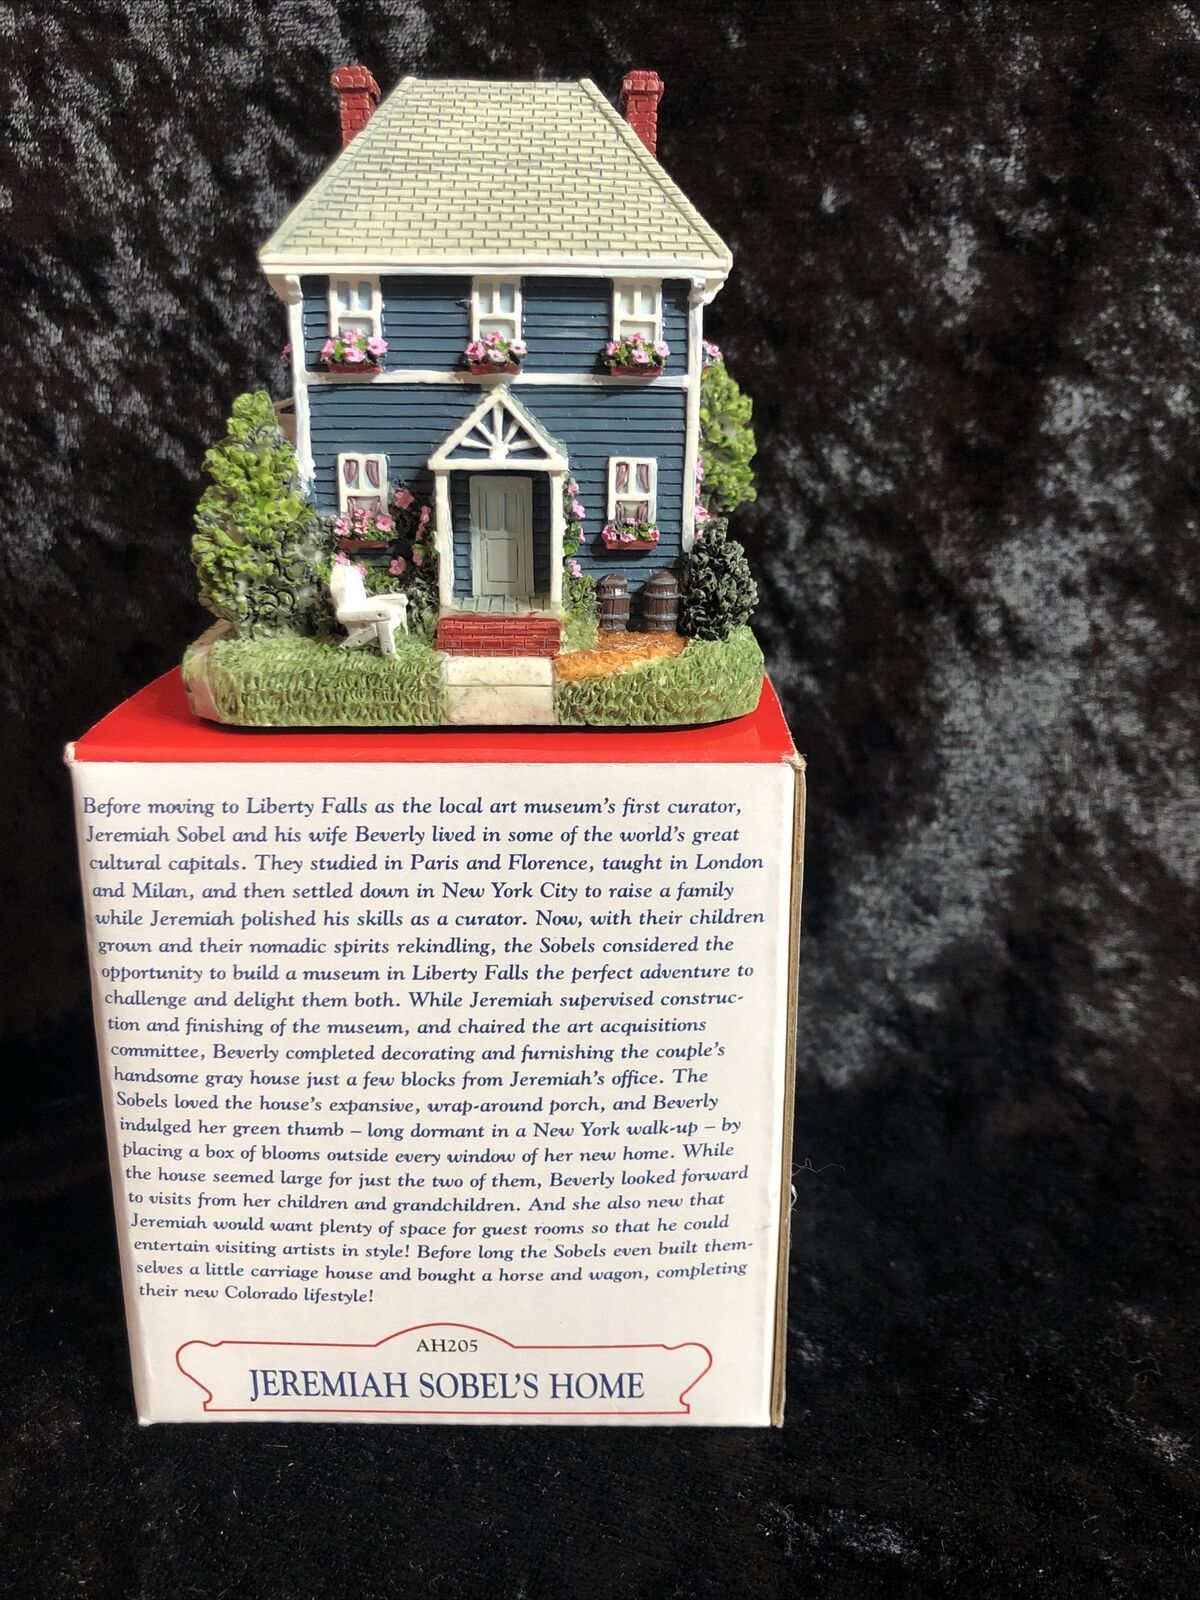 Before moving to Liberty Falls as the local art museum's first curator,
Jeremiah Sobel and his wife Beverly lived in some of the world's great
cultural capitals. They studied in Paris and Florence, taught in London
and Milan, and then settled down in New York City to raise a family
while Jeremiah polished his skills as a curator. Now, with their children
grown and their nomadic spirits rekindling, the Sobels considered the
opportunity to build a museum in Liberty Falls the perfect adventure to
challenge and delight them both. While Jeremiah supervised construc-
tion and finishing of the museum, and chaired the art acquisitions
committee, Beverly completed decorating and furnishing the couple's
handsome gray house just a few blocks from Jeremiah's office. The
Sobels loved the house's expansive, wrap-around porch, and Beverly
indulged her green thumb – long dormant in a New York walk-up – by
placing a box of blooms outside every window of her new home. While
the house seemed large for just the two of them, Beverly looked forward
to visits from her children and grandchildren. And she also new that
Jeremiah would want plenty of space for guest rooms so that he could
entertain visiting artists in style! Before long the Sobels even built them-
selves a little carriage house and bought a horse and wagon, completing
their new Colorado lifestyle!
AH205
JEREMIAH SOBEL'S HOME